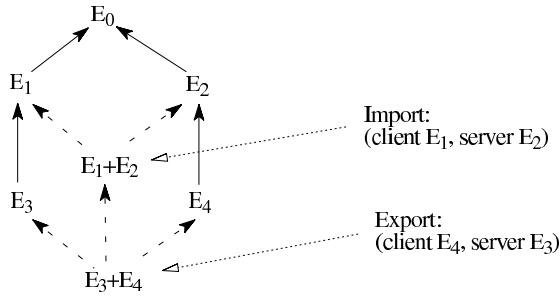 E0
E1
E2
Import:
(client E1, server E2)
E1+E2
E3
E4
Export:
(client E4, server E3)
E3+E4